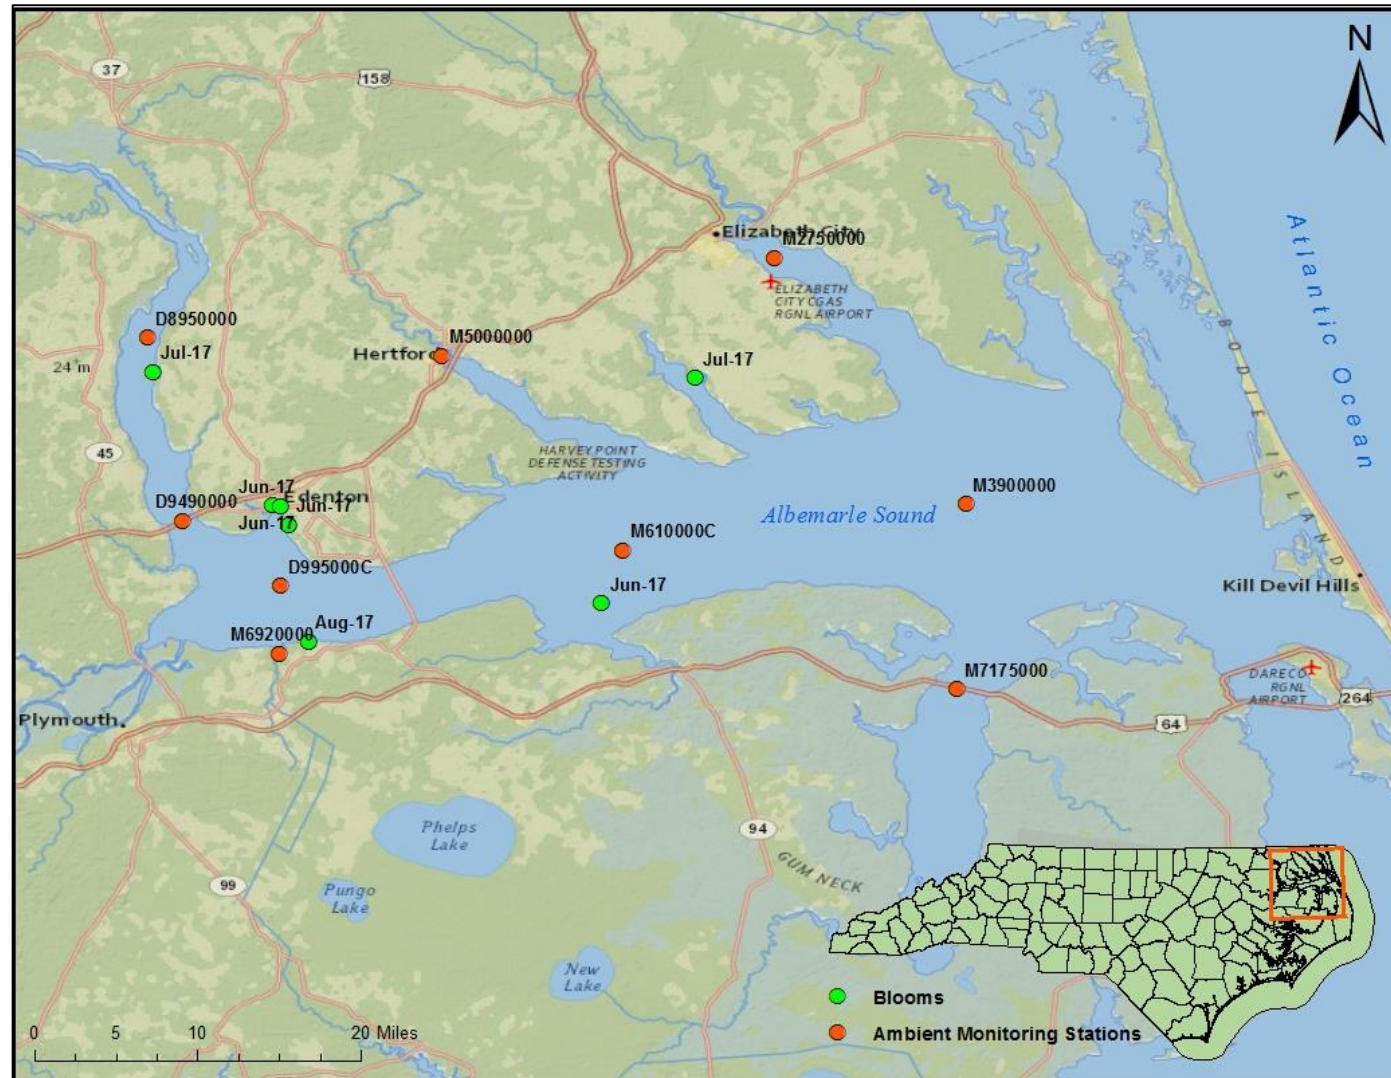 N
37
158
Elizabeth City
M2750000
ELIZABETH
CITY CGAS
RGNL AIRPORT
Atlantic Ocean
BODIE ISLAND
D8950000
Jul-17
24 m
M5000000
Hertford
Jul-17
45
HARVEY POINT
DEFENSE TESTING
ACTIVITY
Jun-17
Edenton
D9490000
Jun-17
Jun-17
M3900000
Albemarle Sound
M610000C
D995000C
Jun-17
Kill Devil Hills
Aug-17
M6920000
M7175000
DARECO
RGNL
AIRPORT
264
Plymouth
64
Phelps
Lake
94
GUM NECK
99
Pungo
Lake
New
Lake
Blooms
Ambient Monitoring Stations
0 5 10 20 Miles